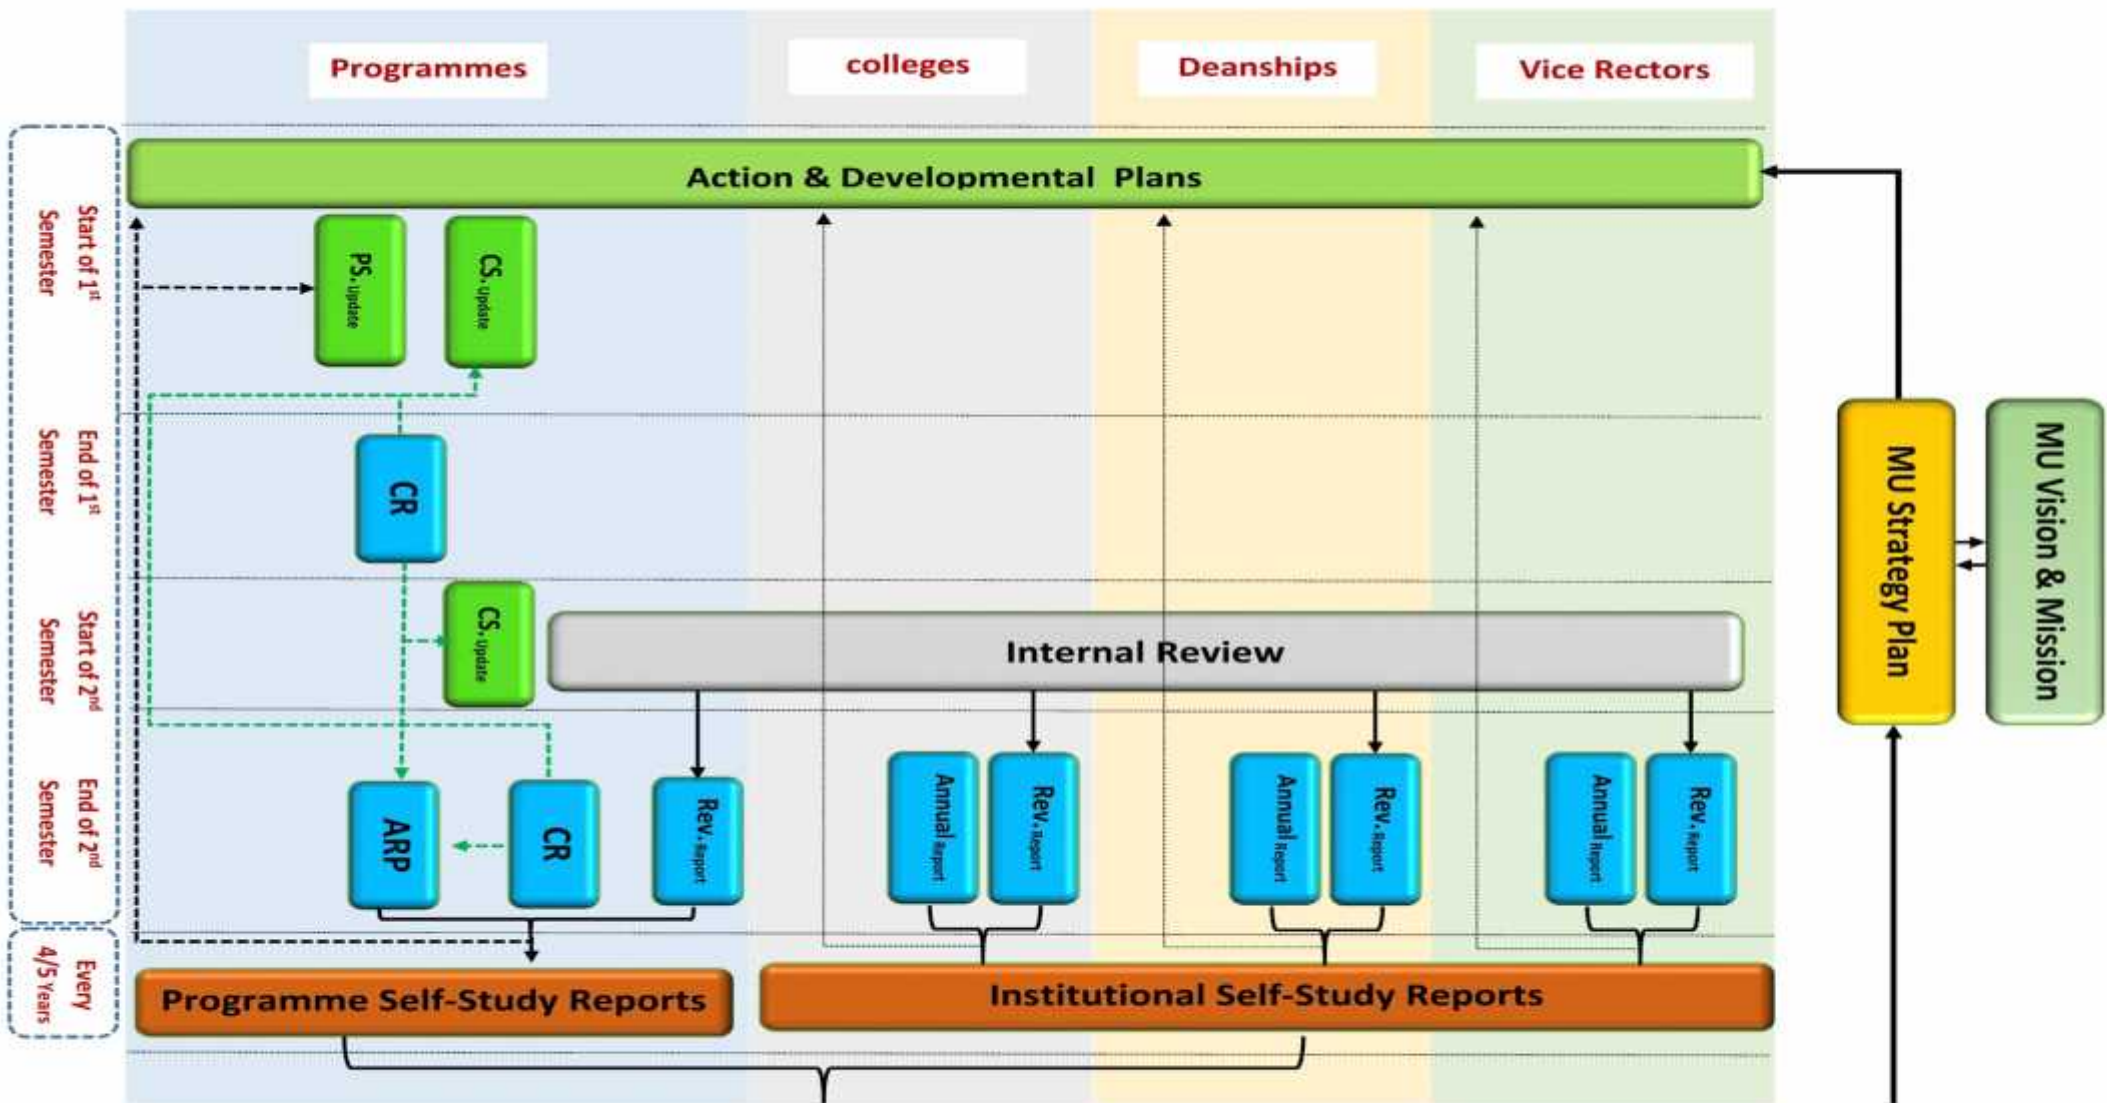 Programmes
colleges
Deanships
Vice Rectors
Action & Developmental Plans
Start of 1st
Semester
PS. Update
CS. Update
End of 1st
Semester
CR
MU Strategy Plan
MU Vision & Mission
Start of 2nd
Semester
CS. Update
Internal Review
End of 2nd
Semester
ARP
CR
Rev. Report
Annual Report
Rev. Report
Annual Report
Rev. Report
Annual Report
Rev. Report
Every
4/5 Years
Programme Self-Study Reports
Institutional Self-Study Reports